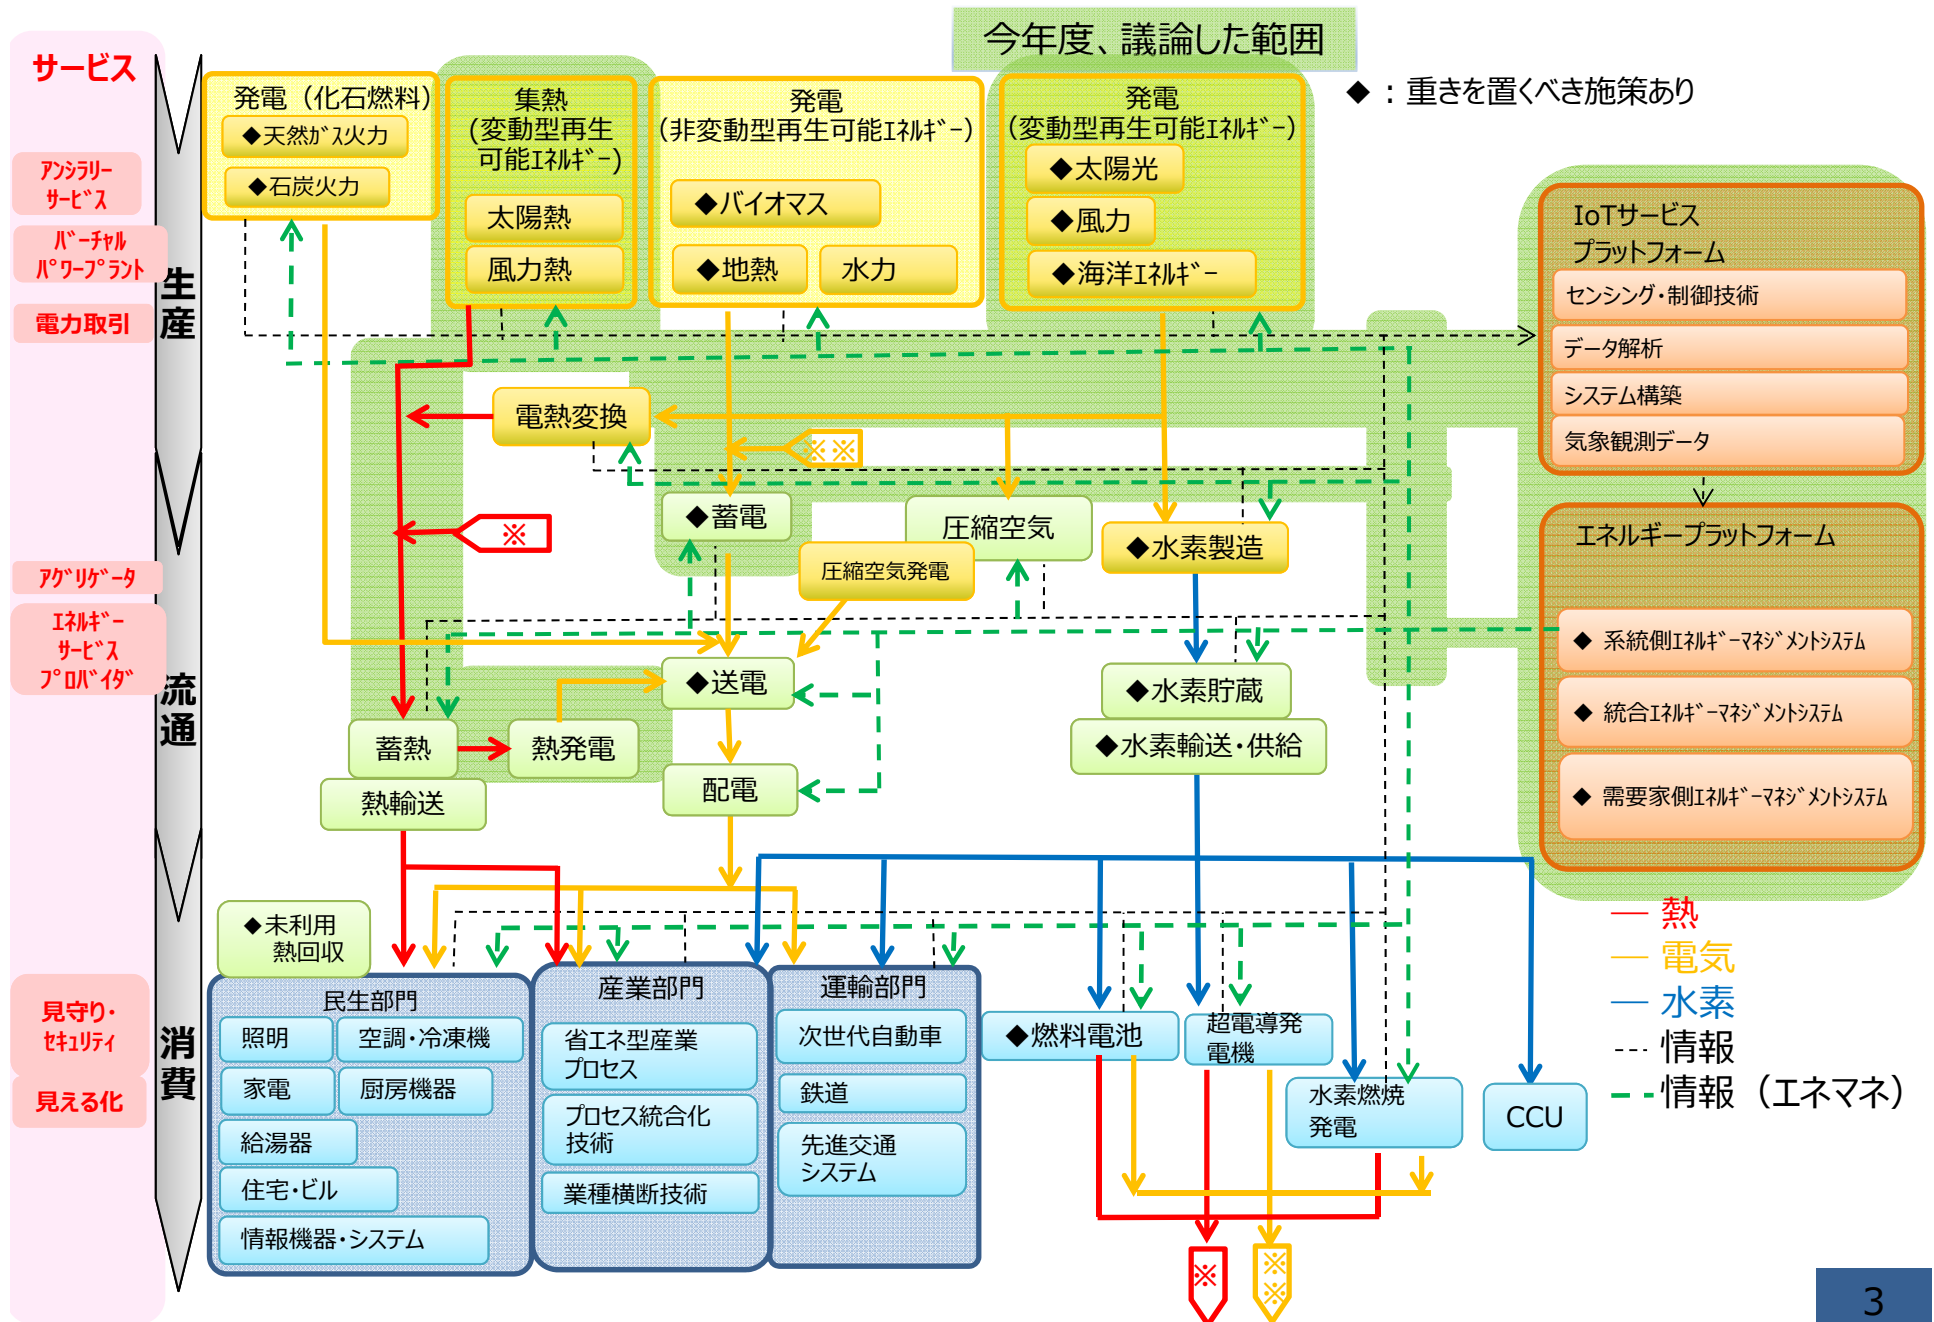 今年度、議論した範囲
◆：重きを置くべき施策あり
サービス
アンシラリー
サービス
バーチャル
パワープラント
電力取引
アグリゲータ
エネルギー
サービス
プロバイダ
見守り・
セキュリティ
見える化
生産
流通
消費
発電（化石燃料）
◆天然ガス火力
◆石炭火力
集熱
(変動型再生
可能エネルギー)
太陽熱
風力熱
発電
(非変動型再生可能エネルギー)
◆バイオマス
◆地熱
水力
発電
(変動型再生可能エネルギー)
◆太陽光
◆風力
◆海洋エネルギー
IoTサービス
プラットフォーム
センシング・制御技術
データ解析
システム構築
気象観測データ
エネルギープラットフォーム
◆ 系統側エネルギーマネジメントシステム
◆ 統合エネルギーマネジメントシステム
◆ 需要家側エネルギーマネジメントシステム
電熱変換
※※
※
◆蓄電
圧縮空気
圧縮空気発電
◆水素製造
◆送電
◆水素貯蔵
◆水素輸送・供給
蓄熱
熱発電
熱輸送
配電
◆未利用
熱回収
民生部門
照明
空調・冷凍機
家電
厨房機器
給湯器
住宅・ビル
情報機器・システム
産業部門
省エネ型産業
プロセス
プロセス統合化
技術
業種横断技術
運輸部門
次世代自動車
鉄道
先進交通
システム
◆燃料電池
超電導発
電機
水素燃焼
発電
CCU
熱
電気
水素
情報
情報（エネマネ）
※
※
※
3